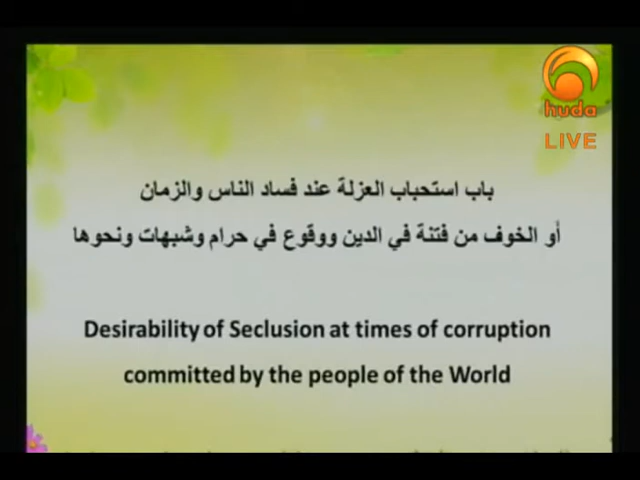 huda
LIVE
باب استحباب العزلة عند فساد الناس والزمان
أو الخوف من فتنة في الدين ووقوع في حرام وشبهات ونحوها
Desirability of Seclusion at times of corruption
committed by the people of the World